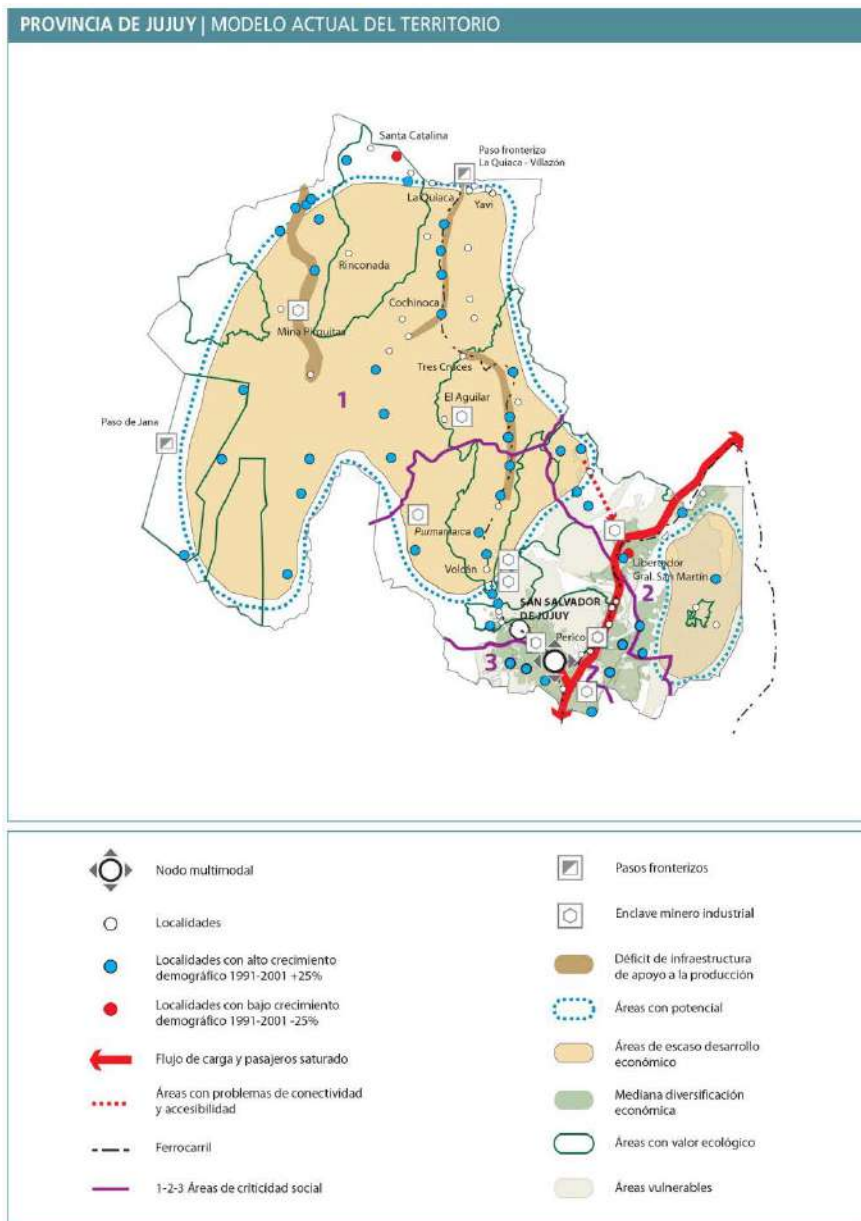 PROVINCIA DE JUJUY | MODELO ACTUAL DEL TERRITORIO
Santa Catalina
Paso fronterizo
La Quiaca - Villazón
La Quiaca
Yavi
Rinconada
Cochinoca
Mina Pirquitas
Tres Cruces
El Aguilar
1
Paso de Jana
Purmamarca
Volcán
Libertador
Gral. San Martín
2
SAN SALVADOR
DE JUJUY
Perico
3
Nodo multimodal
Localidades
Localidades con alto crecimiento
demográfico 1991-2001 +25%
Localidades con bajo crecimiento
demográfico 1991-2001 -25%
Flujo de carga y pasajeros saturado
Áreas con problemas de conectividad
y accesibilidad
Ferrocarril
1-2-3 Áreas de criticidad social
Pasos fronterizos
Enclave minero industrial
Déficit de infraestructura
de apoyo a la producción
Áreas con potencial
Áreas de escaso desarrollo
económico
Mediana diversificación
económica
Áreas con valor ecológico
Áreas vulnerables